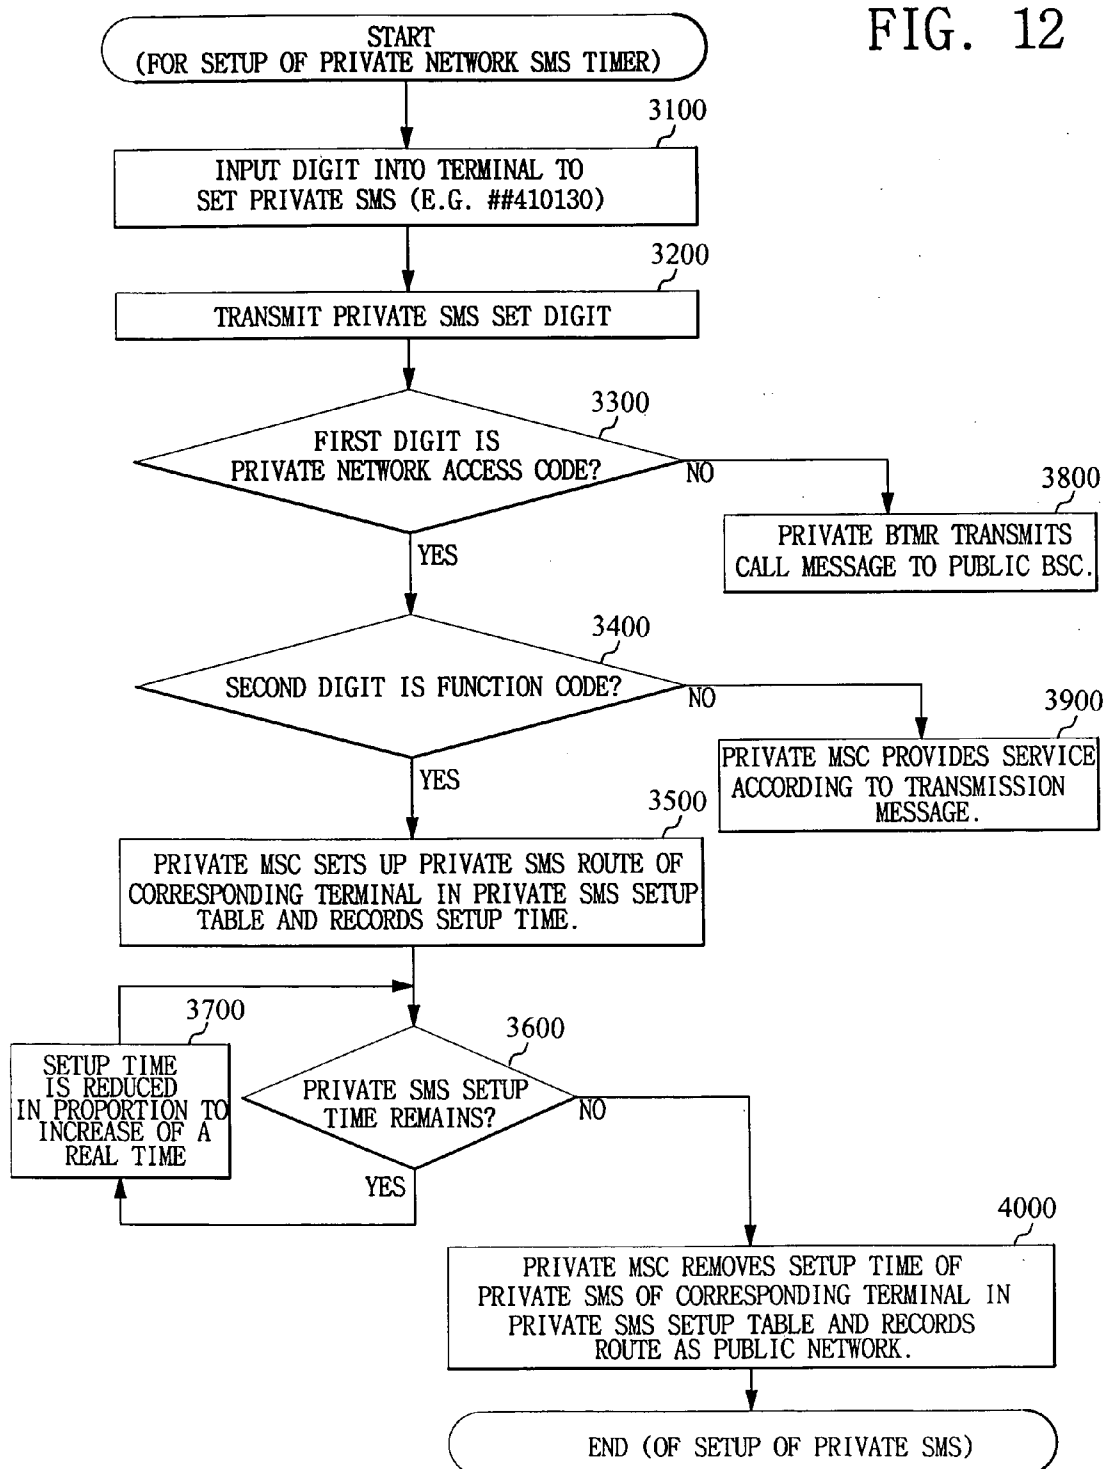 FIG. 12
START
(FOR SETUP OF PRIVATE NETWORK SMS TIMER)
3100
INPUT DIGIT INTO TERMINAL TO
SET PRIVATE SMS (E.G. ##410130)
3200
TRANSMIT PRIVATE SMS SET DIGIT
3300
FIRST DIGIT IS
PRIVATE NETWORK ACCESS CODE?
NO
YES
3800
PRIVATE BTMR TRANSMITS
CALL MESSAGE TO PUBLIC BSC.
3400
SECOND DIGIT IS FUNCTION CODE?
NO
YES
3900
PRIVATE MSC PROVIDES SERVICE
ACCORDING TO TRANSMISSION
MESSAGE.
3500
PRIVATE MSC SETS UP PRIVATE SMS ROUTE OF
CORRESPONDING TERMINAL IN PRIVATE SMS SETUP
TABLE AND RECORDS SETUP TIME.
3700
SETUP TIME
IS REDUCED
IN PROPORTION TO
INCREASE OF A
REAL TIME
3600
PRIVATE SMS SETUP
TIME REMAINS?
NO
YES
4000
PRIVATE MSC REMOVES SETUP TIME OF
PRIVATE SMS OF CORRESPONDING TERMINAL IN
PRIVATE SMS SETUP TABLE AND RECORDS
ROUTE AS PUBLIC NETWORK.
END (OF SETUP OF PRIVATE SMS)